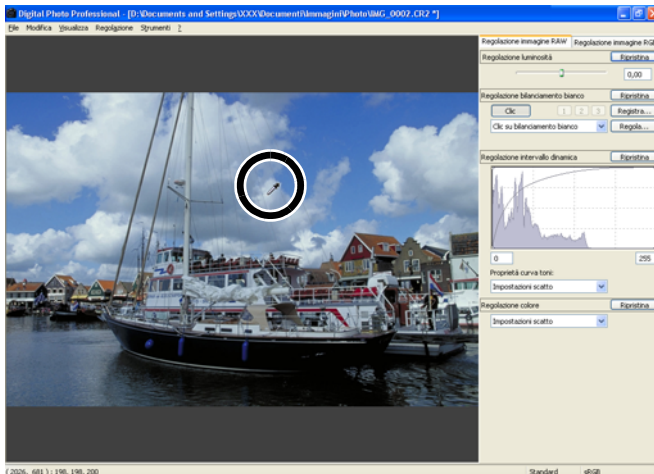 Digital Photo Professional - [D:\Documents and Settings\XXX\Documenti\Immagini\Photo\IMG_0002.CR2 *]
File Modifica Visualizza Regolazione Strumenti ?
Regolazione immagine RAW Regolazione immagine RGB
Regolazione luminosità Ripristina
0,00
Regolazione bilanciamento bianco Ripristina
Clic 1 2 3 Registra...
Clic su bilanciamento bianco Regola...
Regolazione intervallo dinamica Ripristina
0 255
Proprietà curva toni:
Impostazioni scatto
Regolazione colore Ripristina
Impostazioni scatto
( 2026, 681 ) : 198, 198, 200 Standard sRGB